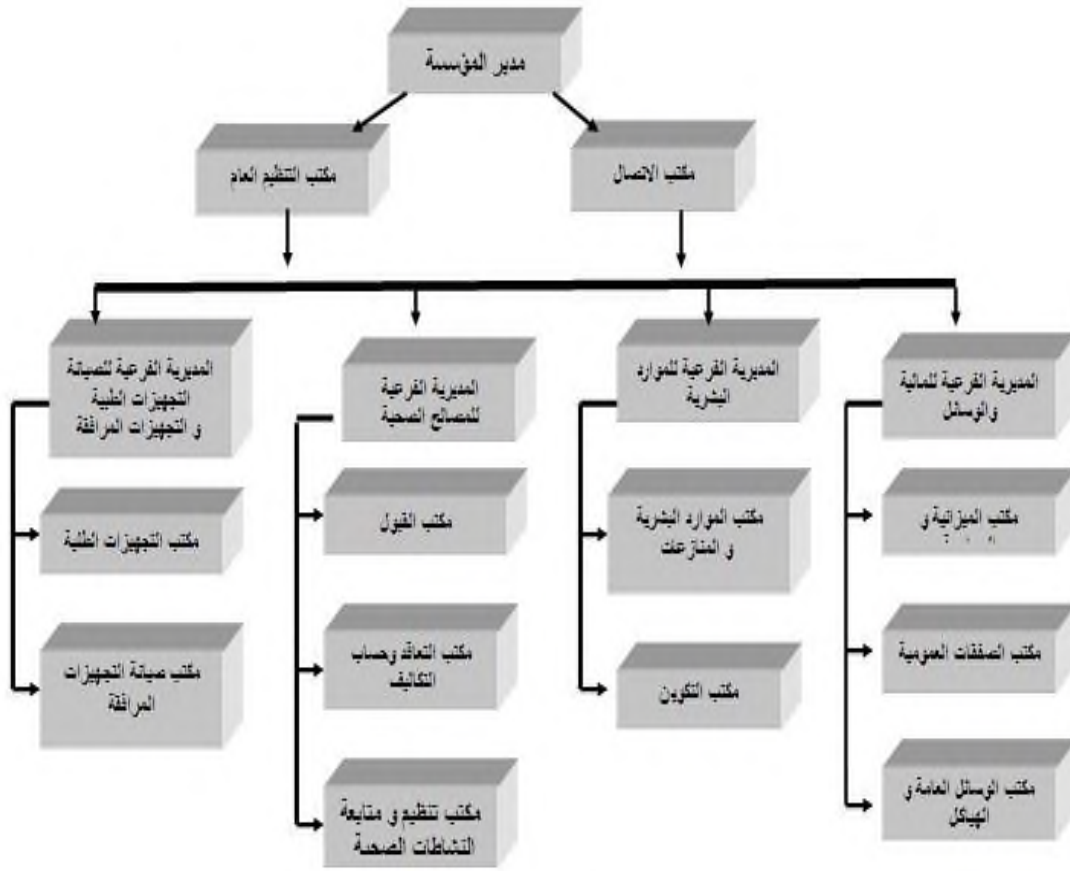 مدير المؤسسة
مكتب الاتصال
مكتب التنظيم العام
المديرية الفرعية للمالية
والوسائل
المديرية الفرعية للموارد
البشرية
المديرية الفرعية
للمصالح الصحية
المديرية الفرعية للصيانة
التجهيزات الطبية
و التجهيزات المرافقة
مكتب الميزانية و
مكتب الصفقات العمومية
مكتب الوسائل العامة و
الهياكل
مكتب الموارد البشرية
و المنازعات
مكتب التكوين
مكتب القبول
مكتب التعاقد وحساب
التكاليف
مكتب تنظيم و متابعة
النشاطات الصحية
مكتب التجهيزات الطبية
مكتب صيانة التجهيزات
المرافقة